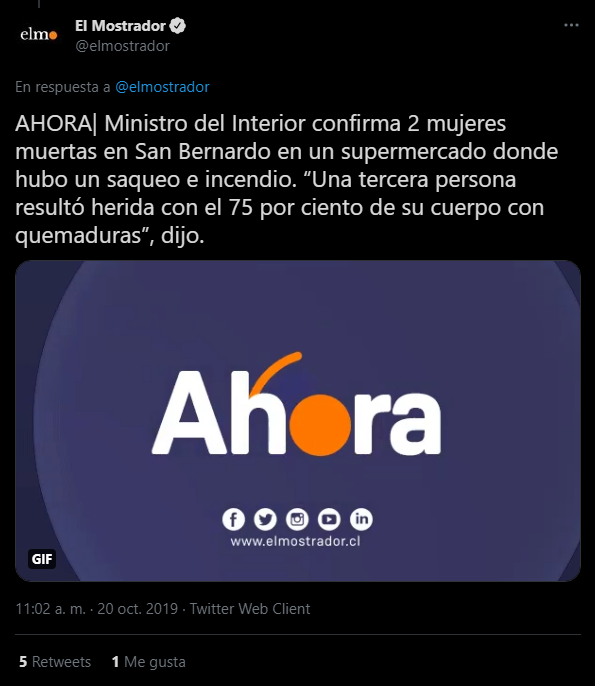 elmo
El Mostrador
@elmostrador
En respuesta a @elmostrador
AHORA| Ministro del Interior confirma 2 mujeres
muertas en San Bernardo en un supermercado donde
hubo un saqueo e incendio. “Una tercera persona
resultó herida con el 75 por ciento de su cuerpo con
quemaduras”, dijo.
Ahora
www.elmostrador.cl
GIF
11:02 a. m. · 20 oct. 2019 · Twitter Web Client
5 Retweets 1 Me gusta